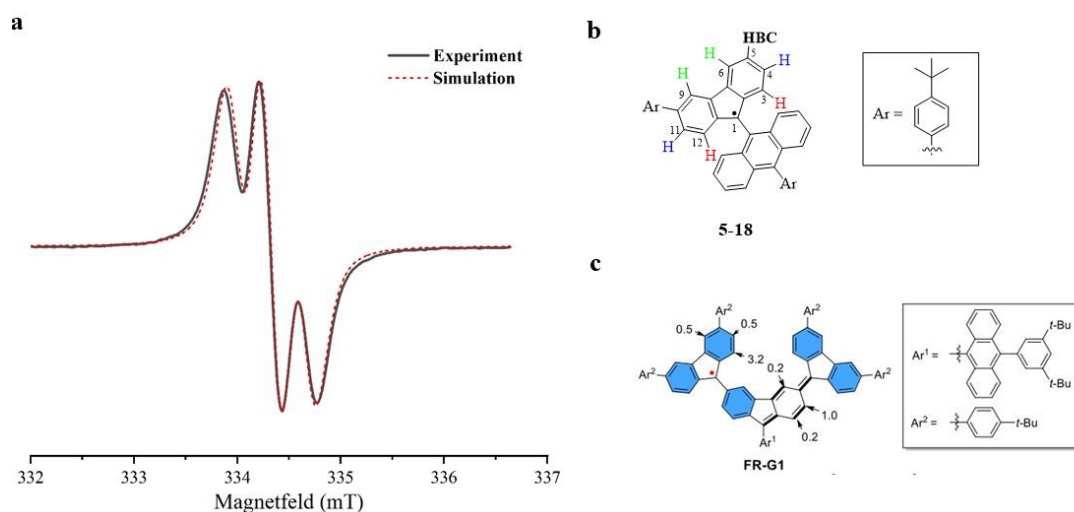 a
Experiment
Simulation
332
333
334
335
336
337
Magnetfeld (mT)
b
HBC
H
5
H
6
4
H
9
3
Ar
H
1
11
12
H
H
Ar
Ar =
5-18
c
Ar²
Ar²
0.5
0.5
3.2
0.2
Ar²
Ar²
1.0
0.2
Ar¹
FR-G1
t-Bu
Ar¹ =
t-Bu
Ar² =
t-Bu